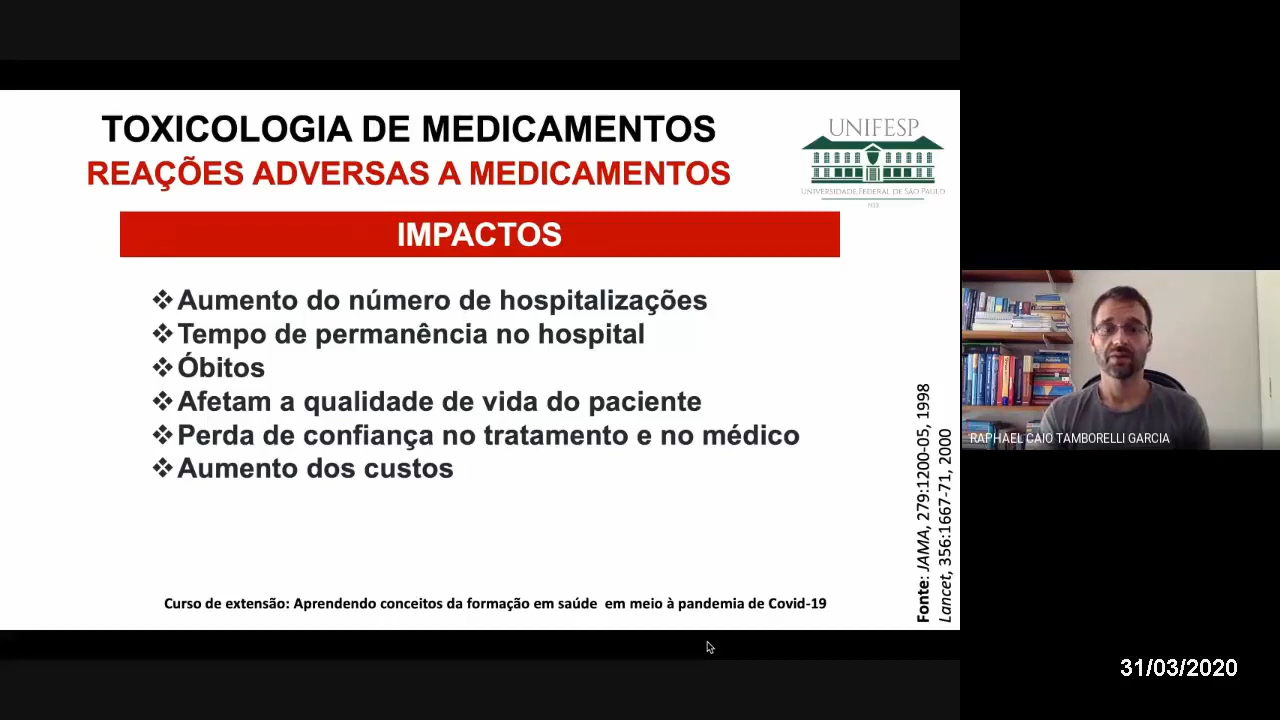 TOXICOLOGIA DE MEDICAMENTOS
REAÇÕES ADVERSAS A MEDICAMENTOS
UNIFESP
UNIVERSIDADE FEDERAL DE SÃO PAULO
1933
IMPACTOS
❖Aumento do número de hospitalizações
❖Tempo de permanência no hospital
❖Óbitos
❖Afetam a qualidade de vida do paciente
❖Perda de confiança no tratamento e no médico
❖Aumento dos custos
Fonte: JAMA, 279:1200-05, 1998
Lancet, 356:1667-71, 2000
Curso de extensão: Aprendendo conceitos da formação em saúde em meio à pandemia de Covid-19
RAPHAEL CAIO TAMBORELLI GARCIA
31/03/2020